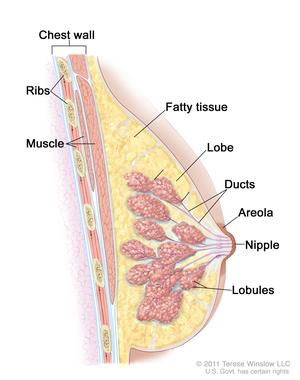 Chest wall
Ribs
Fatty tissue
Muscle
Lobe
Ducts
Areola
Nipple
Lobules
© 2011 Terese Winslow LLC
U.S. Govt. has certain rights